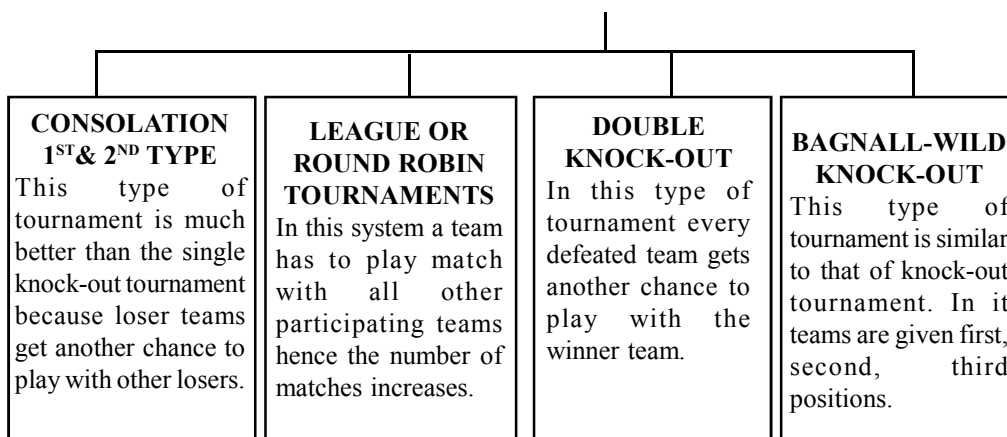 CONSOLATION
1ST& 2ND TYPE
This type of
tournament is much
better than the single
knock-out tournament
because loser teams
get another chance to
play with other losers.
LEAGUE OR
ROUND ROBIN
TOURNAMENTS
In this system a team
has to play match
with all other
participating teams
hence the number of
matches increases.
DOUBLE
KNOCK-OUT
In this type of
tournament every
defeated team gets
another chance to
play with the
winner team.
BAGNALL-WILD
KNOCK-OUT
This type of
tournament is similar
to that of knock-out
tournament. In it
teams are given first,
second, third
positions.